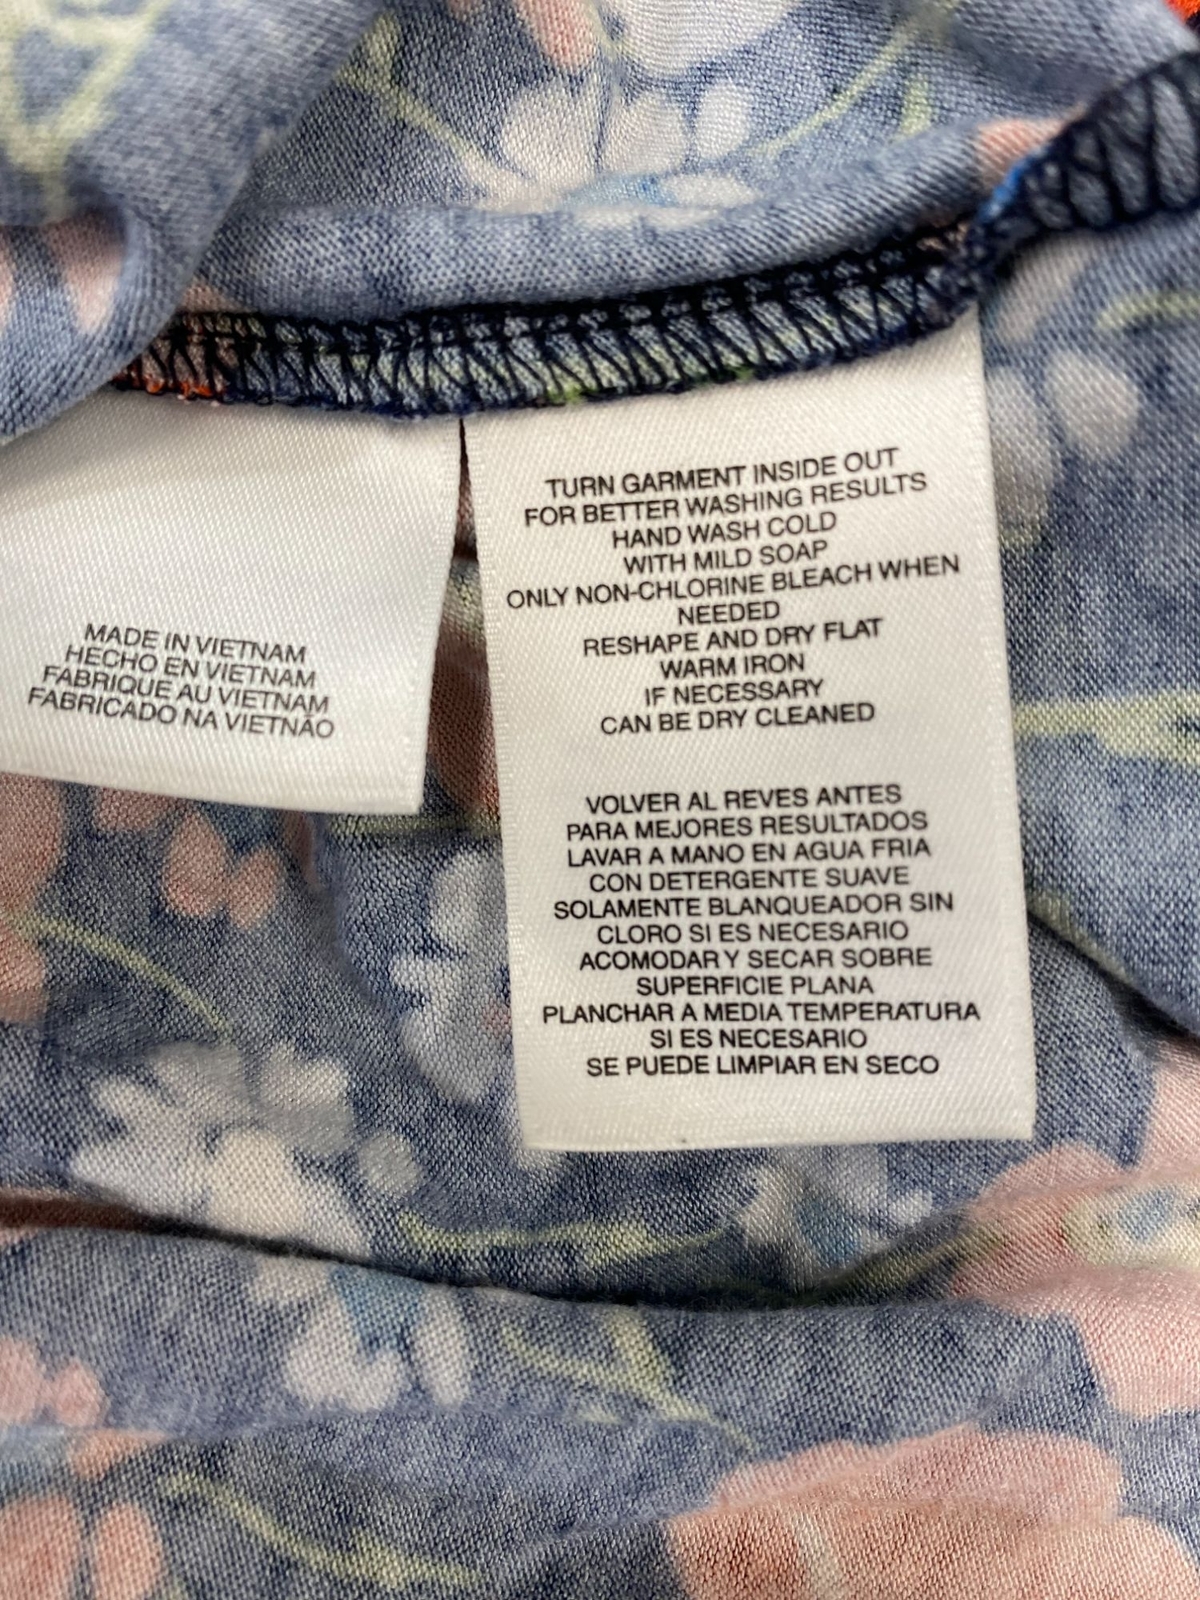 MADE IN VIETNAM
HECHO EN VIETNAM
FABRIQUE AU VIETNAM
FABRICADO NA VIETNÃO
TURN GARMENT INSIDE OUT
FOR BETTER WASHING RESULTS
HAND WASH COLD
WITH MILD SOAP
ONLY NON-CHLORINE BLEACH WHEN
NEEDED
RESHAPE AND DRY FLAT
WARM IRON
IF NECESSARY
CAN BE DRY CLEANED
VOLVER AL REVES ANTES
PARA MEJORES RESULTADOS
LAVAR A MANO EN AGUA FRIA
CON DETERGENTE SUAVE
SOLAMENTE BLANQUEADOR SIN
CLORO SI ES NECESARIO
ACOMODAR Y SECAR SOBRE
SUPERFICIE PLANA
PLANCHAR A MEDIA TEMPERATURA
SI ES NECESARIO
SE PUEDE LIMPIAR EN SECO